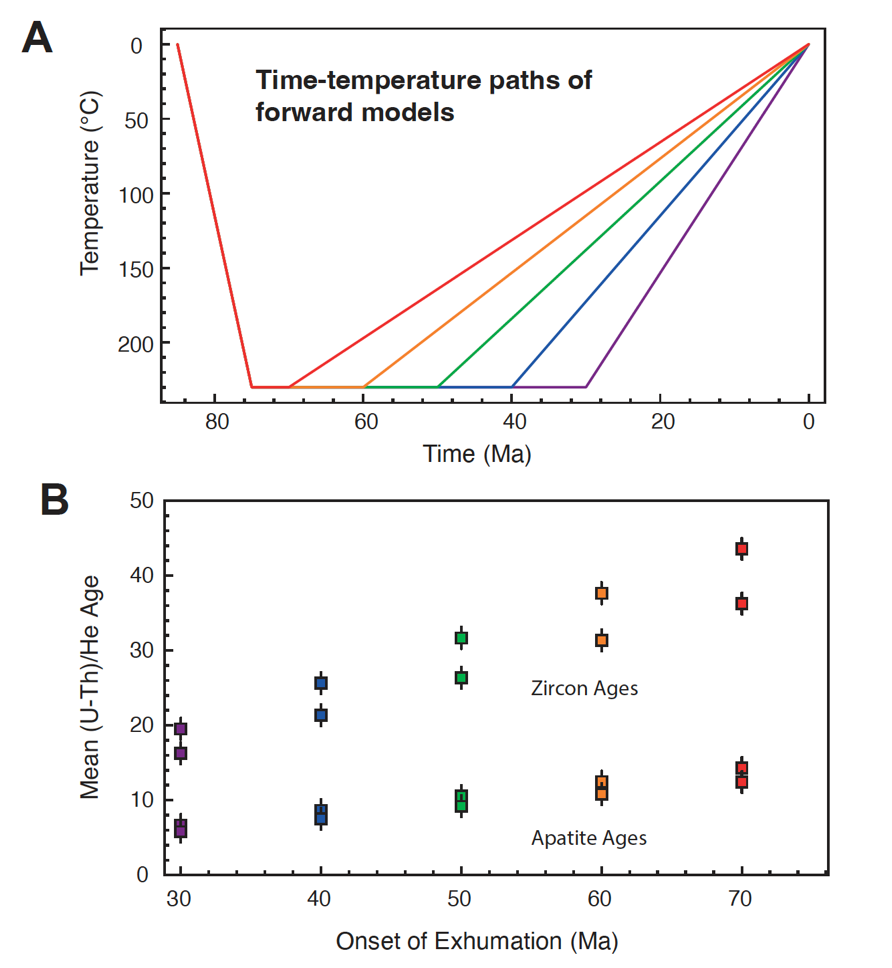 A
Time-temperature paths of
forward models
Temperature (°C)
0
50
100
150
200
80 60 40 20 0
Time (Ma)
B
Mean (U-Th)/He Age
50
40
30
20
10
0
Zircon Ages
Apatite Ages
30 40 50 60 70
Onset of Exhumation (Ma)